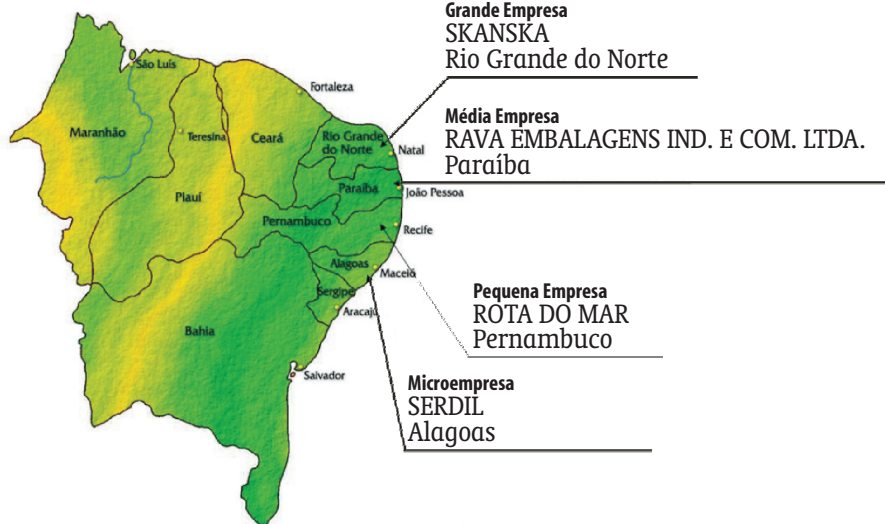 Grande Empresa
SKANSKA
Rio Grande do Norte
Média Empresa
RAVA EMBALAGENS IND. E COM. LTDA.
Paraíba
Pequena Empresa
ROTA DO MAR
Pernambuco
Microempresa
SERDIL
Alagoas
São Luís
Fortaleza
Maranhão
Teresina
Ceará
Rio Grande
do Norte
Natal
Paraíba
João Pessoa
Piauí
Pernambuco
Recife
Alagoas
Maceió
Sergipe
Aracajú
Bahia
Salvador